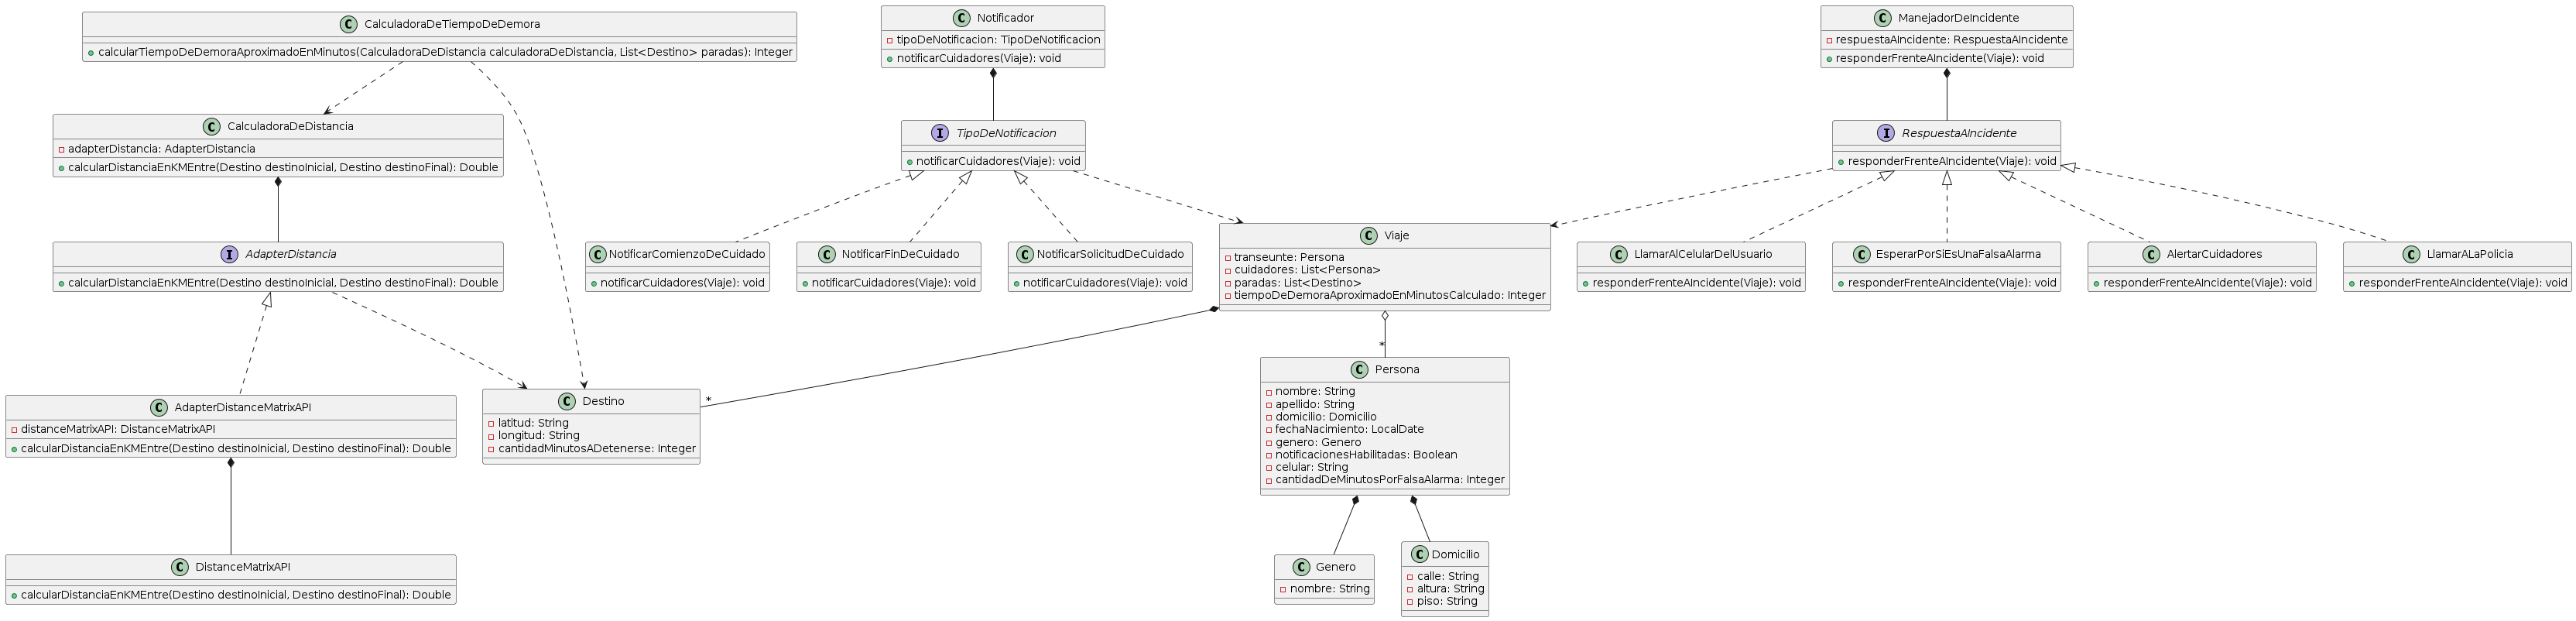 C CalculadoraDeTiempoDeDemora
calcularTiempoDeDemoraAproximadoEnMinutos(CalculadoraDeDistancia calculadoraDeDistancia, List<Destino> paradas): Integer
C Notificador
tipoDeNotificacion: TipoDeNotificacion
notificarCuidadores(Viaje): void
C ManejadorDeIncidente
respuestaAIncidente: RespuestaAIncidente
responderFrenteAIncidente(Viaje): void
C CalculadoraDeDistancia
adapterDistancia: AdapterDistancia
calcularDistanciaEnKMEntre(Destino destinoInicial, Destino destinoFinal): Double
I TipoDeNotificacion
notificarCuidadores(Viaje): void
I RespuestaAIncidente
responderFrenteAIncidente(Viaje): void
I AdapterDistancia
calcularDistanciaEnKMEntre(Destino destinoInicial, Destino destinoFinal): Double
C NotificarComienzoDeCuidado
notificarCuidadores(Viaje): void
C NotificarFinDeCuidado
notificarCuidadores(Viaje): void
C NotificarSolicitudDeCuidado
notificarCuidadores(Viaje): void
C Viaje
transeunte: Persona
cuidadores: List<Persona>
paradas: List<Destino>
tiempoDeDemoraAproximadoEnMinutosCalculado: Integer
C LlamarAlCelularDelUsuario
responderFrenteAIncidente(Viaje): void
C EsperarPorSiEsUnaFalsaAlarma
responderFrenteAIncidente(Viaje): void
C AlertarCuidadores
responderFrenteAIncidente(Viaje): void
C LlamarALaPolicia
responderFrenteAIncidente(Viaje): void
C AdapterDistanceMatrixAPI
distanceMatrixAPI: DistanceMatrixAPI
calcularDistanciaEnKMEntre(Destino destinoInicial, Destino destinoFinal): Double
C Destino
latitud: String
longitud: String
cantidadMinutosADetenerse: Integer
*
*
C Persona
nombre: String
apellido: String
domicilio: Domicilio
fechaNacimiento: LocalDate
genero: Genero
notificacionesHabilitadas: Boolean
celular: String
cantidadDeMinutosPorFalsaAlarma: Integer
C DistanceMatrixAPI
calcularDistanciaEnKMEntre(Destino destinoInicial, Destino destinoFinal): Double
C Genero
nombre: String
C Domicilio
calle: String
altura: String
piso: String